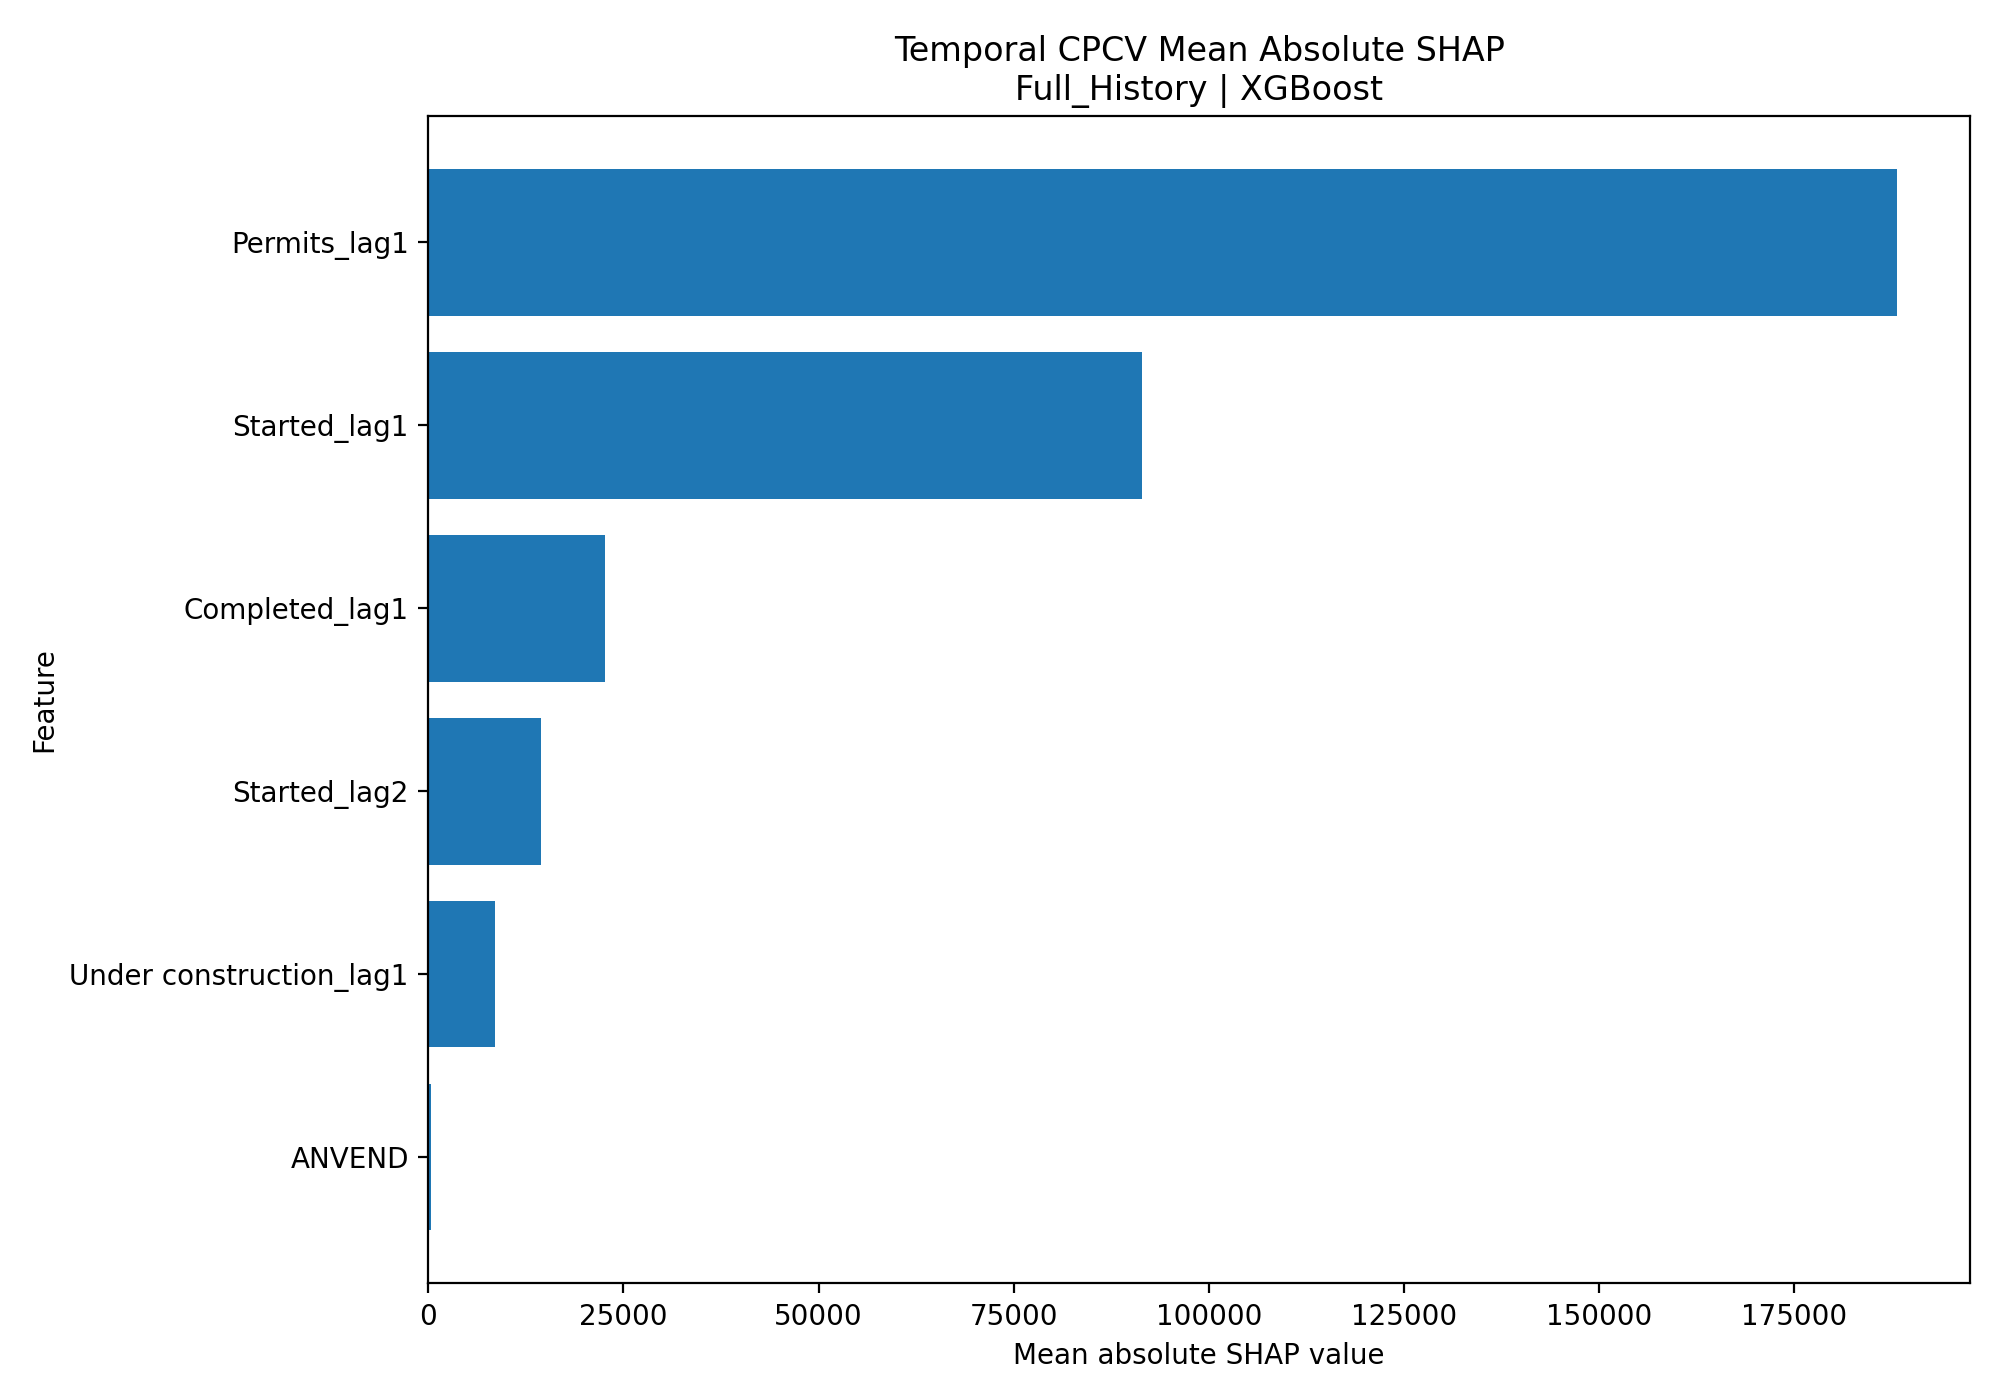 Temporal CPCV Mean Absolute SHAP
Full_History | XGBoost
Feature
Permits_lag1
Started_lag1
Completed_lag1
Started_lag2
Under construction_lag1
ANVEND
0 25000 50000 75000 100000 125000 150000 175000
Mean absolute SHAP value